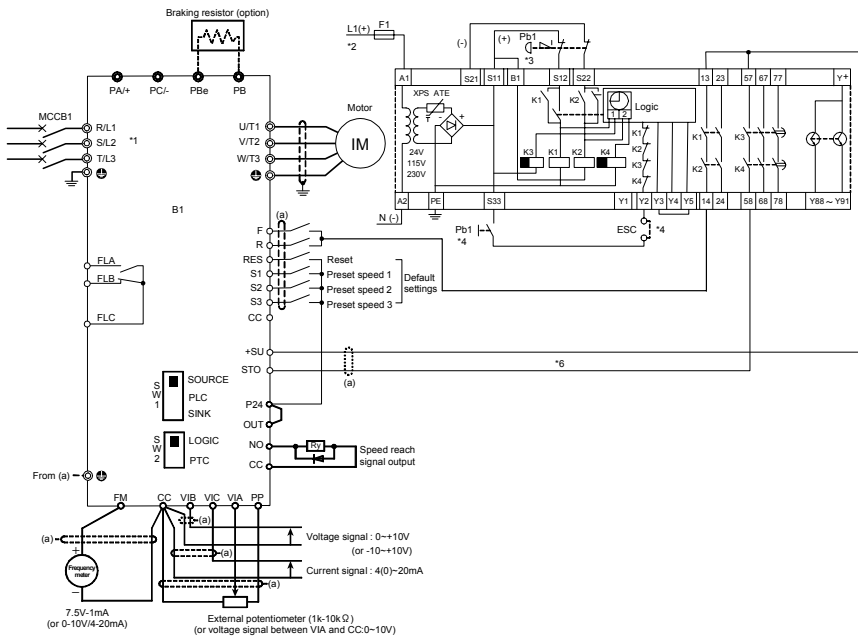 Braking resistor (option)
PA/+ PC/- PBe PB
MCCB1
R/L1
S/L2
T/L3
*1
B1
U/T1
V/T2
W/T3
Motor
IM
FLA
FLB
FLC
F
R
RES
S1
S2
S3
CC
(a)
Reset
Preset speed 1
Preset speed 2
Preset speed 3
Default
settings
+SU
STO
(a)
*6
P24
OUT
NO
CC
Ry
Speed reach
signal output
SW1
SOURCE
PLC
SINK
SW2
LOGIC
PTC
From (a)
FM CC VIB VIC VIA PP
(a)
(a)
(a)
(a)
+
Frequency
meter
−
7.5V-1mA
(or 0-10V/4-20mA)
Voltage signal : 0~+10V
(or -10~+10V)
Current signal : 4(0)~20mA
External potentiometer (1k-10kΩ)
(or voltage signal between VIA and CC:0~10V)
L1(+) F1
*2
(-)
(+)
Pb1
*3
A1 S21 S11 B1 S12 S22 13 23 57 67 77 Y+
XPS ATE
T
- +
24V
115V
230V
K1
K2
Logic
1 2
K3 K1 K2 K4
K1
K2
K3
K4
K1
K2
K3
K4
A2 PE S33 Y1 Y2 Y3 Y4 Y5 14 24 58 68 78 Y88 ~ Y91
N (-)
Pb1
*4
ESC
*4